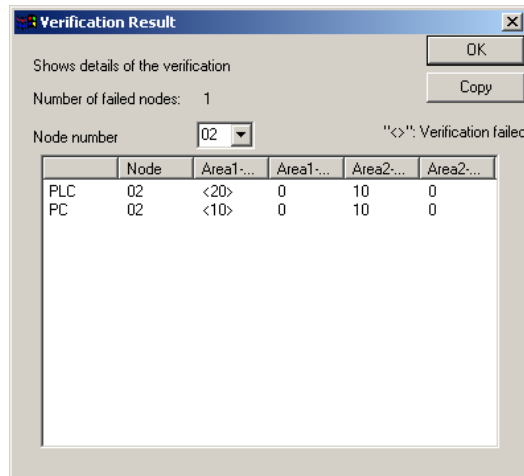 Verification Result
OK
Shows details of the verification
Copy
Number of failed nodes: 1
Node number 02 "<>": Verification failed
Node Area1-... Area1-... Area2-... Area2-...
PLC 02 <20> 0 10 0
PC 02 <10> 0 10 0